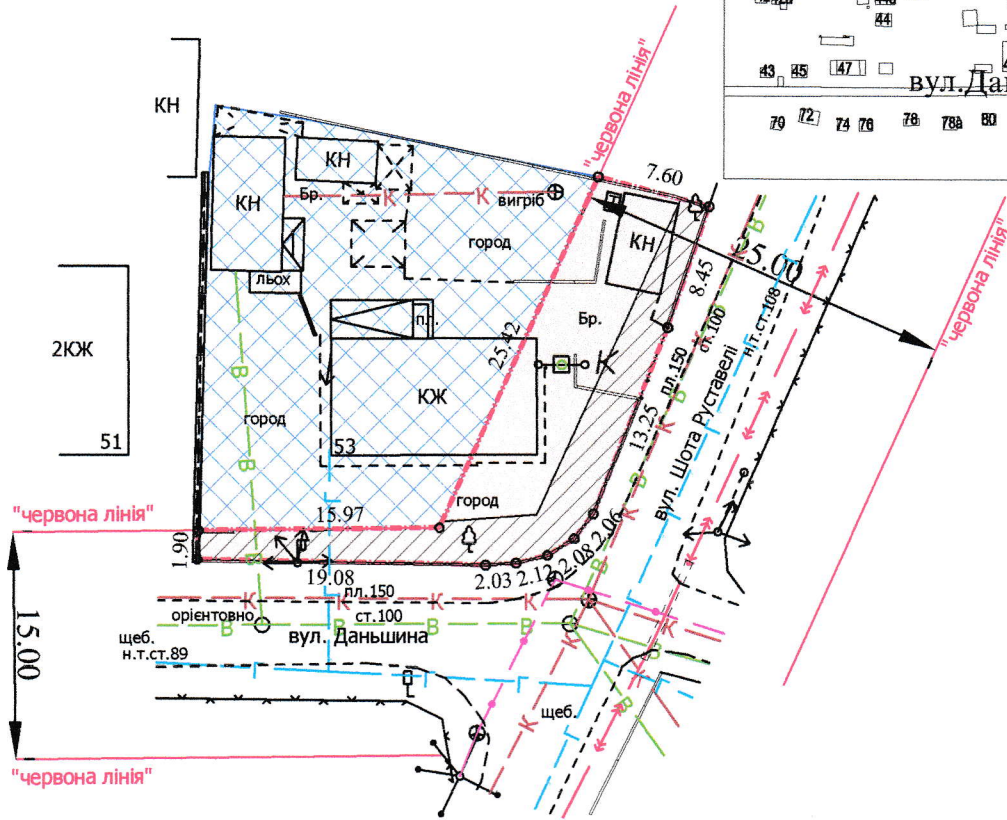 44
43 45 47
вул.Да
70 72 74 76 78 78а 80
"червона лінія"
7.60
КН
КН
КН
Бр.
К
К
вигріб
КН
город
25.00
8.45
"червона лінія"
льох
Бр.
ст.100
н.т.ст.108
25.42
пл.150
2КЖ
51
В
город
КЖ
53
К
13.25
вул. Шота Руставелі
В
город
"червона лінія"
15.97
1.90
19.08
2.03
2.12
2.08
2.06
пл.150
К К К К
орієнтовно
ст.100
В В В В
вул. Даньшина
щеб.
н.т.ст.89
15.00
щеб.
"червона лінія"